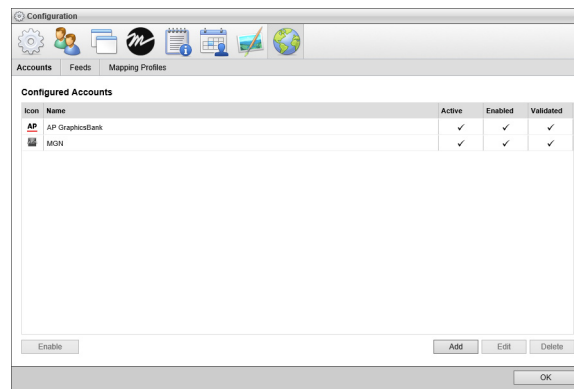 Configuration
Accounts Feeds Mapping Profiles
Configured Accounts
Icon Name Active Enabled Validated
AP AP GraphicsBank ✓ ✓ ✓
MGN ✓ ✓ ✓
Enable Add Edit Delete
OK